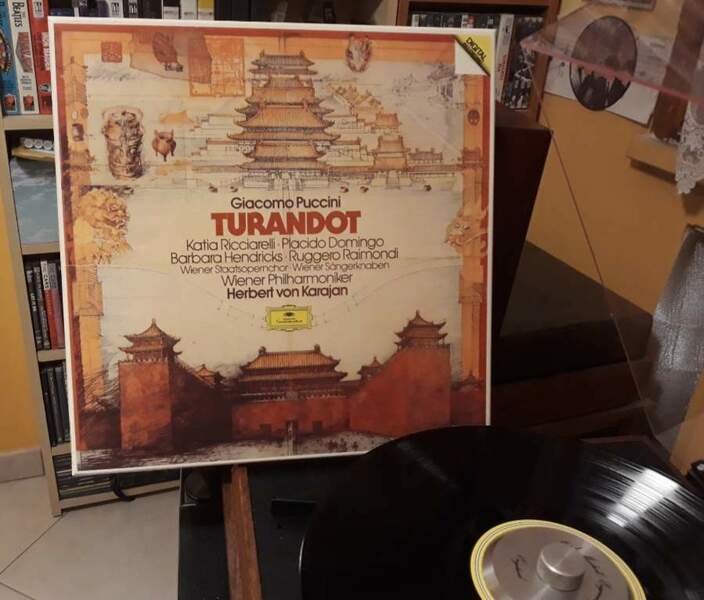 DIGITAL
Giacomo Puccini
TURANDOT
Katia Ricciarelli · Placido Domingo
Barbara Hendricks · Ruggero Raimondi
Wiener Staatsopernchor · Wiener Sängerknaben
Wiener Philharmoniker
Herbert von Karajan